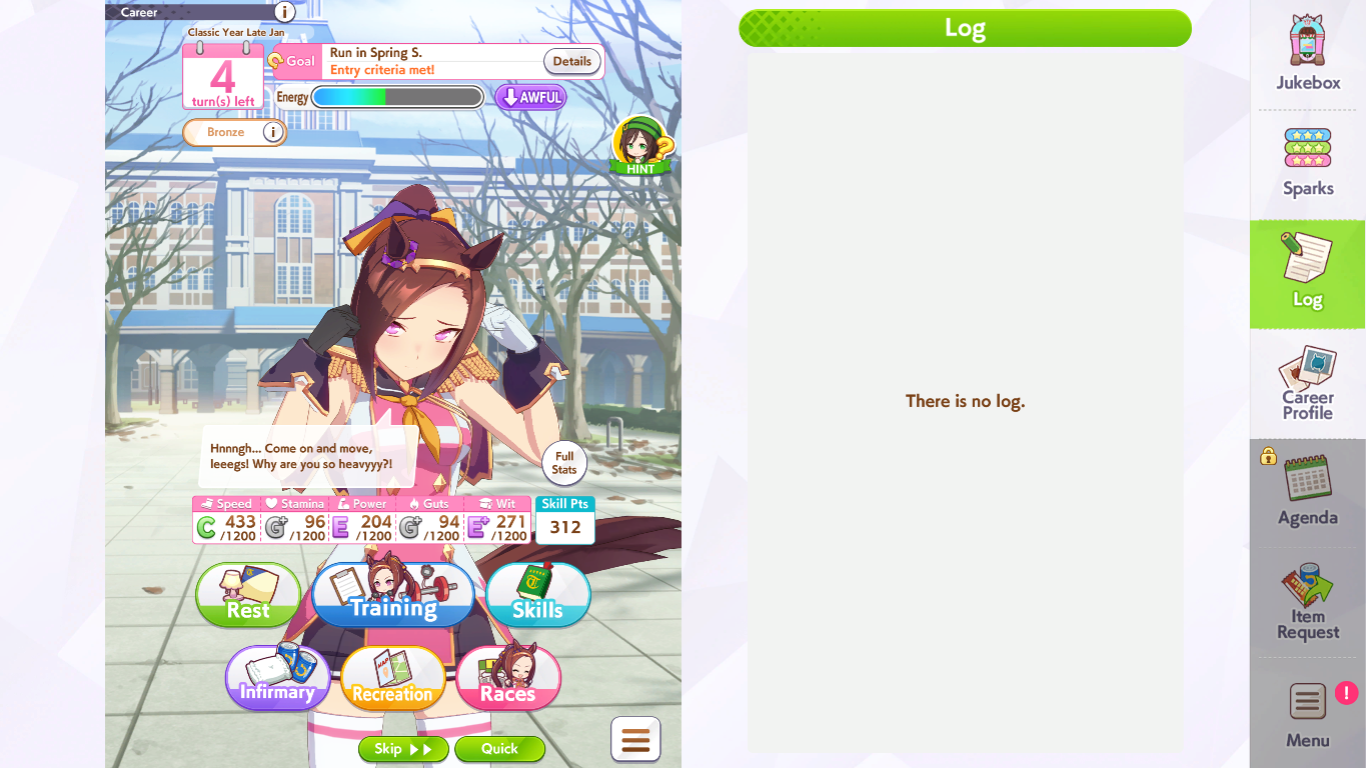 Career
i
Classic Year Late Jan
4
turn(s) left
Goal
Run in Spring S.
Entry criteria met!
Details
Energy
AWFUL
Bronze
i
HINT
Hnnngh... Come on and move,
leeegs! Why are you so heavyyy?!
Full
Stats
Speed
Stamina
Power
Guts
Wit
Skill Pts
C 433
/1200
G+ 96
/1200
E 204
/1200
G+ 94
/1200
E+ 271
/1200
312
Rest
Training
Skills
Infirmary
Recreation
Races
Skip
Quick
Log
There is no log.
Jukebox
Sparks
Log
Career
Profile
Agenda
Item
Request
!
Menu